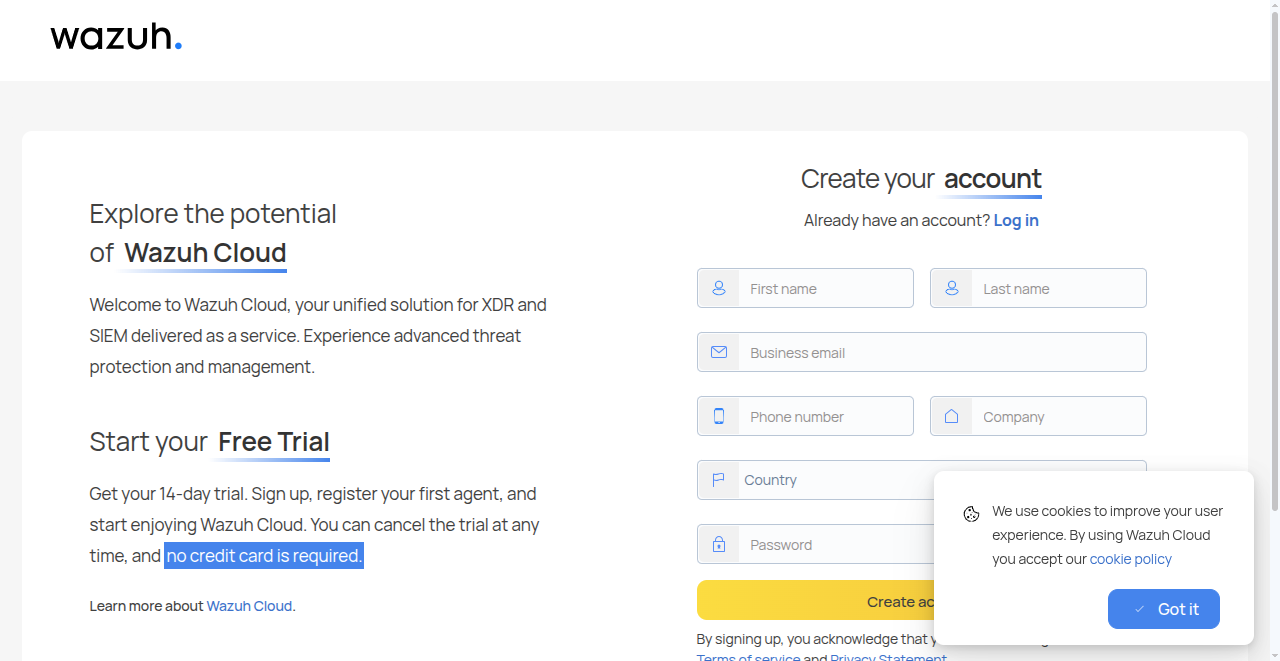 wazuh.
Explore the potential
of Wazuh Cloud
Welcome to Wazuh Cloud, your unified solution for XDR and
SIEM delivered as a service. Experience advanced threat
protection and management.
Start your Free Trial
Get your 14-day trial. Sign up, register your first agent, and
start enjoying Wazuh Cloud. You can cancel the trial at any
time, and no credit card is required.
Learn more about Wazuh Cloud.
Create your account
Already have an account? Log in
First name
Last name
Business email
Phone number
Company
Country
Password
Create ac
By signing up, you acknowledge that y
Terms of service and Privacy Statement
We use cookies to improve your user
experience. By using Wazuh Cloud
you accept our cookie policy
Got it